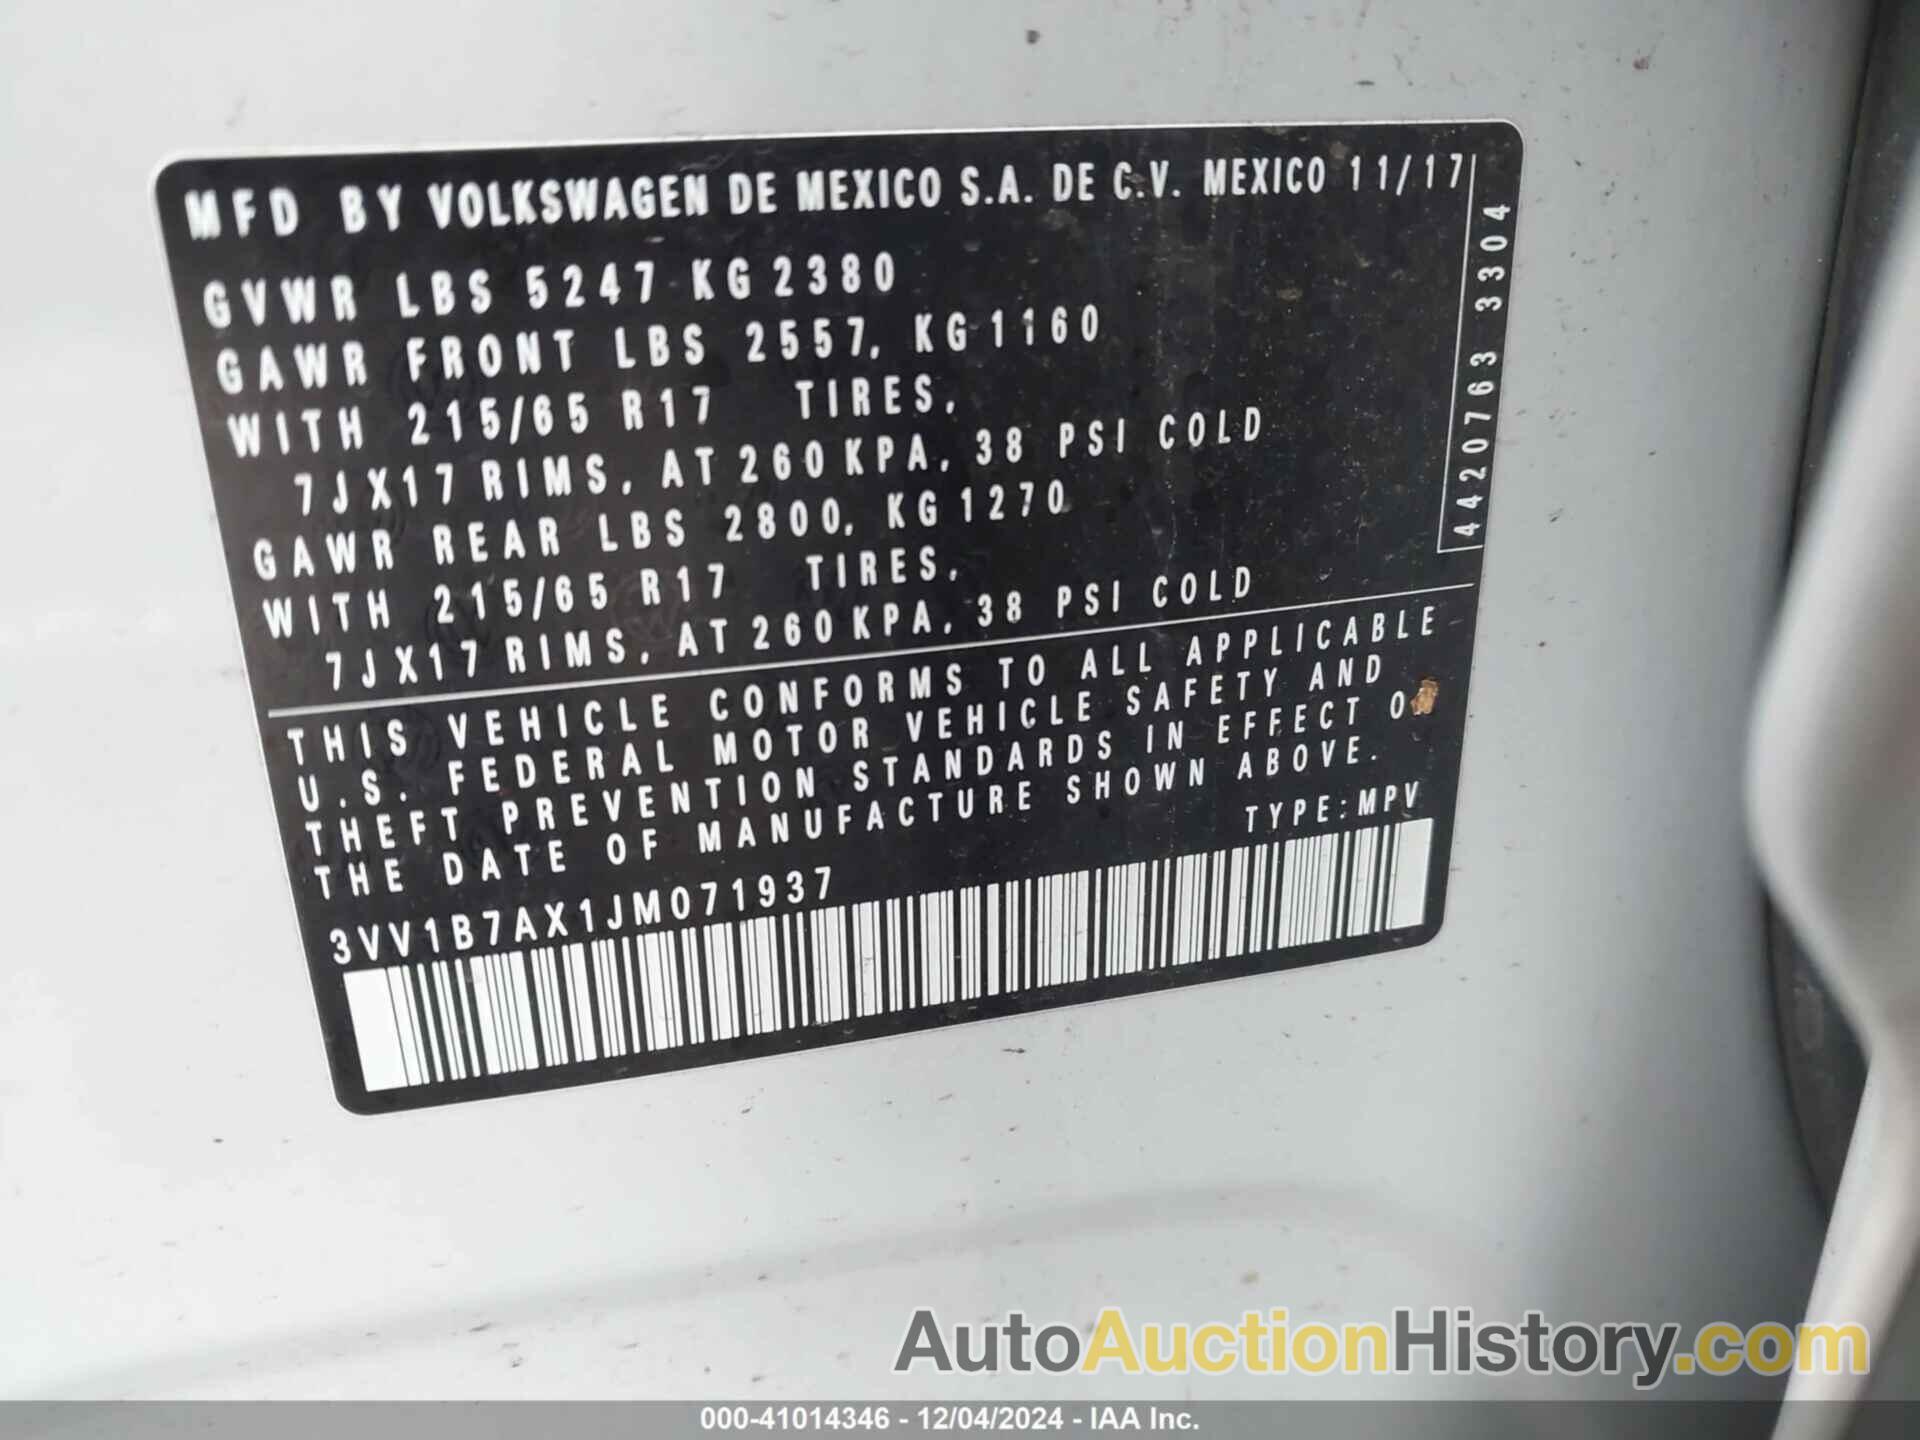 MFD BY VOLKSWAGEN DE MEXICO S.A. DE C.V. MEXICO 11/17
GVWR LBS 5247 KG 2380
GAWR FRONT LBS 2557, KG 1160
WITH 215/65 R17 TIRES,
7JX17 RIMS, AT 260 KPA, 38 PSI COLD
GAWR REAR LBS 2800, KG 1270
WITH 215/65 R17 TIRES,
7JX17 RIMS, AT 260 KPA, 38 PSI COLD
4420763 3304
THIS VEHICLE CONFORMS TO ALL APPLICABLE
U.S. FEDERAL MOTOR VEHICLE SAFETY AND
THEFT PREVENTION STANDARDS IN EFFECT
THE DATE OF MANUFACTURE SHOWN ABOVE.
TYPE:MPV
3VV1B7AX1JM071937
AutoAuctionHistory.com
000-41014346 - 12/04/2024 - IAA Inc.